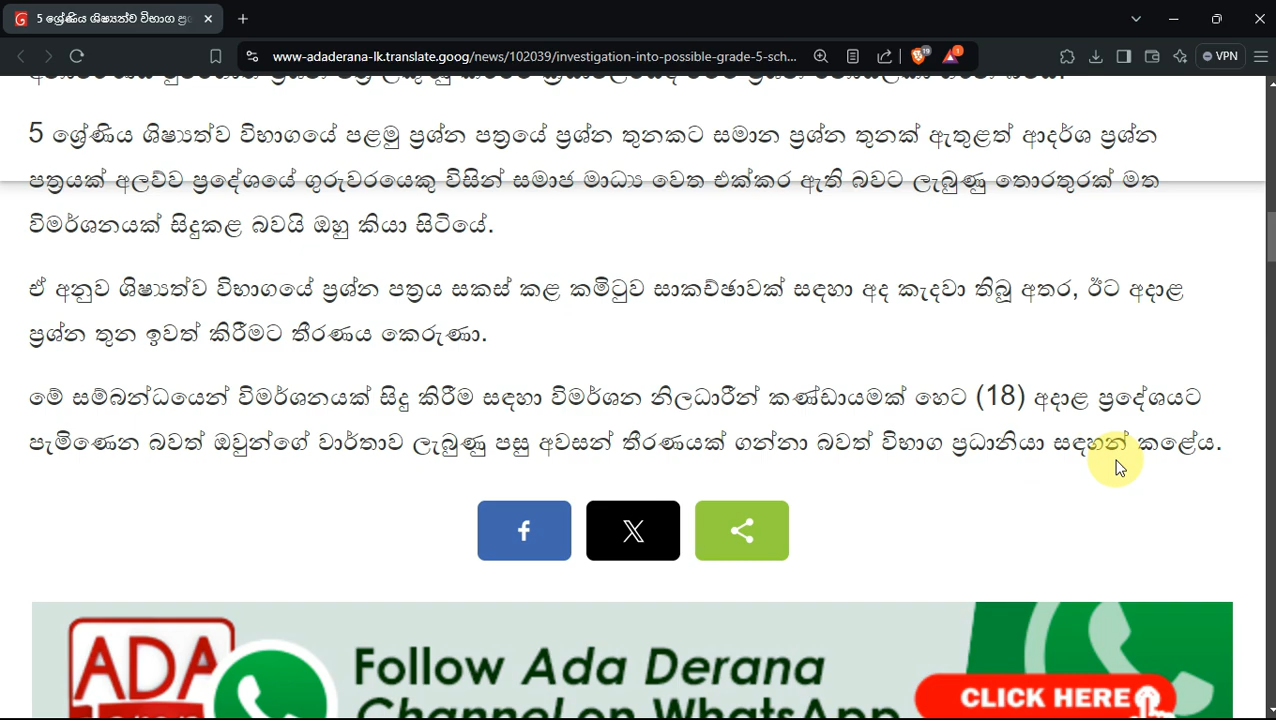 5 ශ්‍රේණිය ශිෂ්‍යත්ව විභාග ප්‍ර
www-adaderana-lk.translate.goog/news/102039/investigation-into-possible-grade-5-sch...
19
1
VPN
5 ශ්‍රේණිය ශිෂ්‍යත්ව විභාගයේ පළමු ප්‍රශ්න පත්‍රයේ ප්‍රශ්න තුනකට සමාන ප්‍රශ්න තුනක් ඇතුළත් ආදර්ශ ප්‍රශ්න
පත්‍රයක් අලව්ව ප්‍රදේශයේ ගුරුවරයෙකු විසින් සමාජ මාධ්‍ය වෙත එක්කර ඇති බවට ලැබුණු තොරතුරක් මත
විමර්ශනයක් සිදුකළ බවයි ඔහු කියා සිටියේ.
ඒ අනුව ශිෂ්‍යත්ව විභාගයේ ප්‍රශ්න පත්‍රය සකස් කළ කමිටුව සාකච්ඡාවක් සඳහා අද කැදවා තිබූ අතර, ඊට අදාළ
ප්‍රශ්න තුන ඉවත් කිරීමට තීරණය කෙරුණා.
මේ සම්බන්ධයෙන් විමර්ශනයක් සිදු කිරීම සඳහා විමර්ශන නිලධාරීන් කණ්ඩායමක් හෙට (18) අදාළ ප්‍රදේශයට
පැමිණෙන බවත් ඔවුන්ගේ වාර්තාව ලැබුණු පසු අවසන් තීරණයක් ගන්නා බවත් විභාග ප්‍රධානියා සඳහන් කළේය.
ADA
Follow Ada Derana
Channel on WhatsApp
CLICK HERE